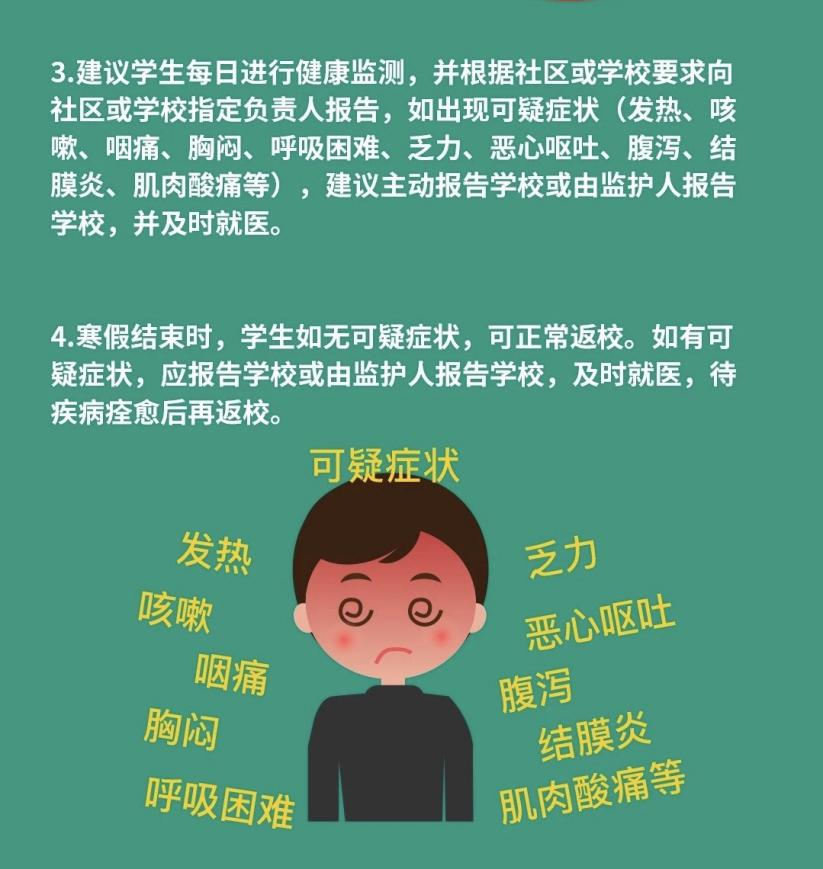 3.建议学生每日进行健康监测，并根据社区或学校要求向
社区或学校指定负责人报告，如出现可疑症状（发热、咳
嗽、咽痛、胸闷、呼吸困难、乏力、恶心呕吐、腹泻、结
膜炎、肌肉酸痛等），建议主动报告学校或由监护人报告
学校，并及时就医。
4.寒假结束时，学生如无可疑症状，可正常返校。如有可
疑症状，应报告学校或由监护人报告学校，及时就医，待
疾病痊愈后再返校。
可疑症状
发热
咳嗽
咽痛
胸闷
呼吸困难
乏力
恶心呕吐
腹泻
结膜炎
肌肉酸痛等